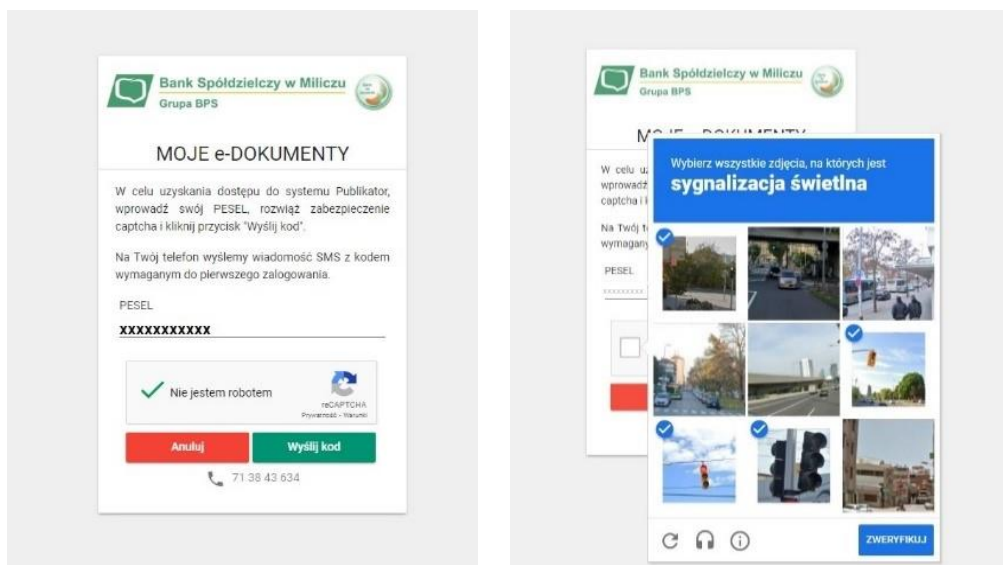 Bank Spółdzielczy w Miliczu
Grupa BPS
MOJE e-DOKUMENTY
W celu uzyskania dostępu do systemu Publikator,
wprowadź swój PESEL, rozwiąż zabezpieczenie
captcha i kliknij przycisk "Wyślij kod".
Na Twój telefon wyślemy wiadomość SMS z kodem
wymaganym do pierwszego zalogowania.
PESEL
xxxxxxxxxxx
Nie jestem robotem
reCAPTCHA
Prywatność - Warunki
Anuluj
Wyślij kod
71 38 43 634
Bank Spółdzielczy w Miliczu
Grupa BPS
W celu
wprowadź
captcha i
Na Twój
wymagany
PESEL
xxxxxxxxx
Wybierz wszystkie zdjęcia, na których jest
sygnalizacja świetlna
ZWERYFIKUJ